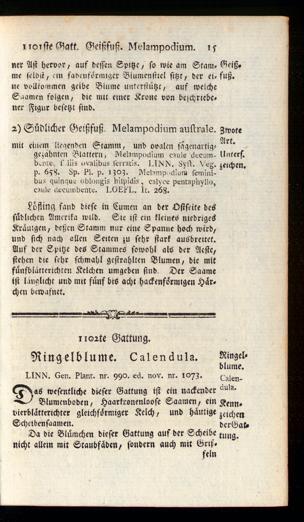 1101ste Gatt. Geißfuß. Melampodium. 15
ner Ast hervor, auf dessen Spitze, so wie am Stam- Geiß-
me selbst, ein fadenförmiger Blumenstiel sitzt, der ei- fuß.
ne vollkommen gelbe Blume unterstützt, auf welche
Saamen folgen, die mit einer Krone von beschriebe-
ner Figur besetzt sind.
2) Südlicher Geißfuß. Melampodium australe. Zwote
Art.
mit einem liegenden Stamm, und ovalen sägenartig- Untersch.
gezahnten Blättern, Melampodium caule decum- zeichen.
bente, foliis ovalibus serratis. LINN. Syst. Veg.
p. 658. Sp. Pl. p. 1303. Melampodium semini-
bus quinque oblongis hispidis, calyce pentaphyllo,
caule decumbente. LOEFL. It. 268.
Löfling fand diese in Cumen an der Ostseite des
südlichen Amerika wild. Sie ist ein kleines niedriges
Kräutgen, dessen Stamm nur eine Spanne hoch wird,
und sich nach allen Seiten zu sehr stark ausbreitet.
Auf der Spitze des Stammes sowohl als der Aeste,
stehen die sehr schmahl gestrahlten Blumen, die mit
fünfblätterichten Kelchen umgeben sind. Der Saame
ist länglicht und mit fünf bis acht hackenförmigen Här-
chen bewafnet.
1102te Gattung.
Ringelblume. Calendula. Ringel-
blume.
LINN. Gen. Plant. nr. 990. ed. nov. nr. 1073. Calen-
dula.
Das wesentliche dieser Gattung ist ein nackender
Blumenboden, Haarkronenloose Saamen, ein Kenn-
vierblätterichter gleichförmiger Kelch, und häutige zeichen
Scheibensaamen. der Gat-
Da die Blümchen dieser Gattung auf der Scheibe tung.
nicht allein mit Staubfäden, sondern auch mit Grif-
feln